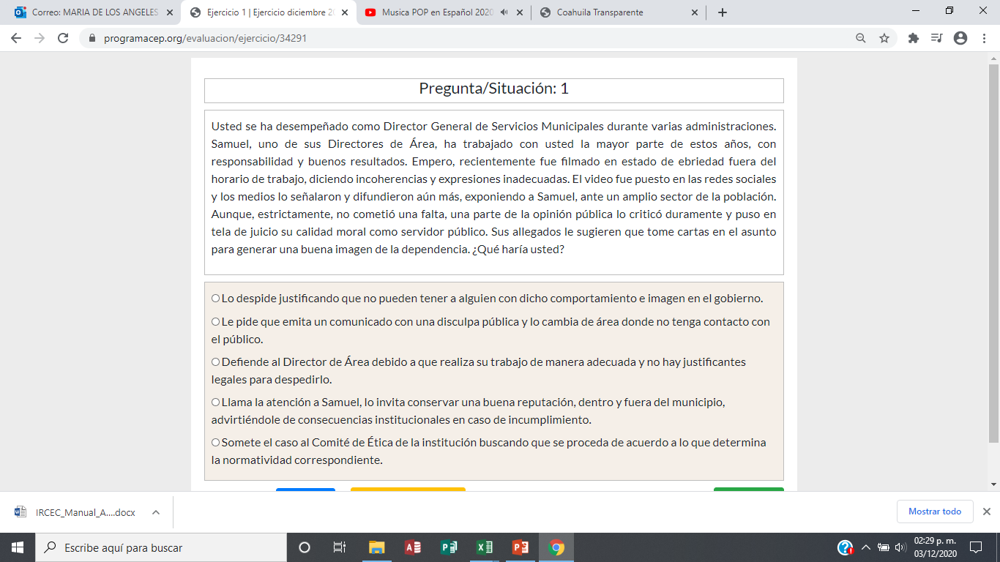 Correo: MARIA DE LOS ANGELES
Ejercicio 1 | Ejercicio diciembre 20
Musica POP en Español 2020
Coahuila Transparente
programacep.org/evaluacion/ejercicio/34291
Pregunta/Situación: 1
Usted se ha desempeñado como Director General de Servicios Municipales durante varias administraciones.
Samuel, uno de sus Directores de Área, ha trabajado con usted la mayor parte de estos años, con
responsabilidad y buenos resultados. Empero, recientemente fue filmado en estado de ebriedad fuera del
horario de trabajo, diciendo incoherencias y expresiones inadecuadas. El video fue puesto en las redes sociales
y los medios lo señalaron y difundieron aún más, exponiendo a Samuel, ante un amplio sector de la población.
Aunque, estrictamente, no cometió una falta, una parte de la opinión pública lo criticó duramente y puso en
tela de juicio su calidad moral como servidor público. Sus allegados le sugieren que tome cartas en el asunto
para generar una buena imagen de la dependencia. ¿Qué haría usted?
Lo despide justificando que no pueden tener a alguien con dicho comportamiento e imagen en el gobierno.
Le pide que emita un comunicado con una disculpa pública y lo cambia de área donde no tenga contacto con
el público.
Defiende al Director de Área debido a que realiza su trabajo de manera adecuada y no hay justificantes
legales para despedirlo.
Llama la atención a Samuel, lo invita conservar una buena reputación, dentro y fuera del municipio,
advirtiéndole de consecuencias institucionales en caso de incumplimiento.
Somete el caso al Comité de Ética de la institución buscando que se proceda de acuerdo a lo que determina
la normatividad correspondiente.
IRCEC_Manual_A....docx
Mostrar todo
Escribe aquí para buscar
02:29 p. m.
03/12/2020